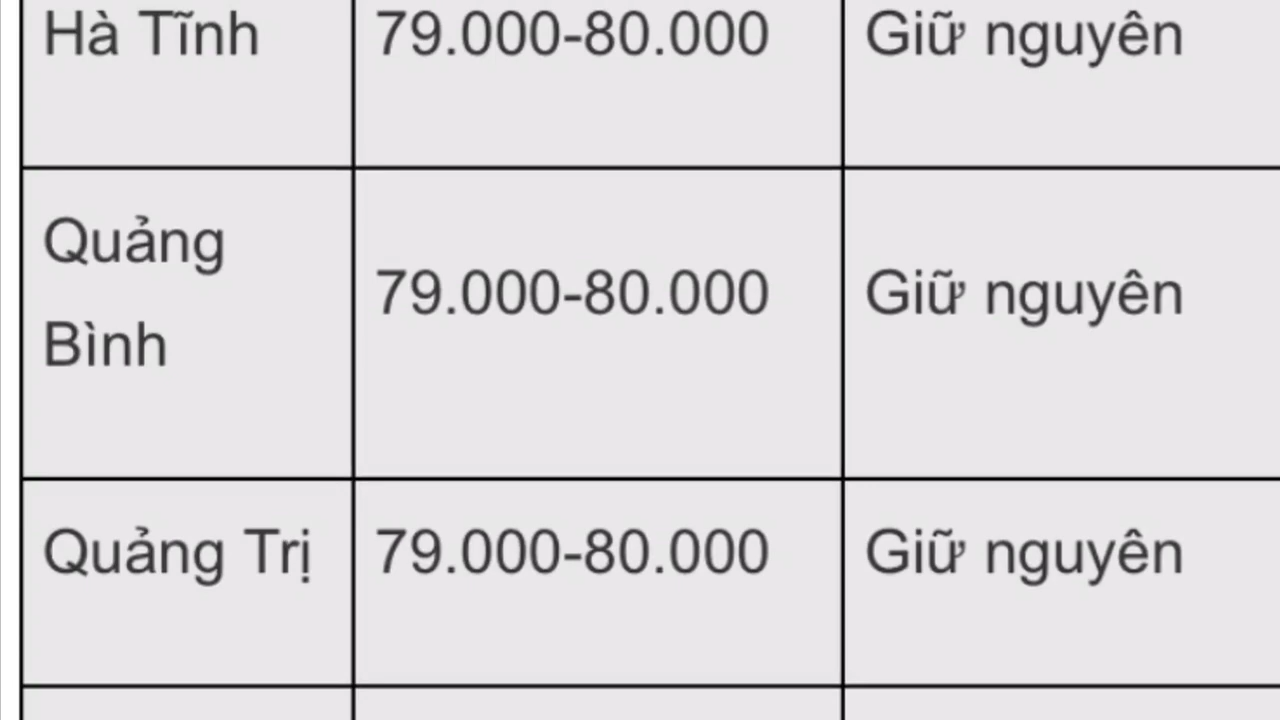 Hà Tĩnh 79.000-80.000 Giữ nguyên
Quảng
79.000-80.000 Giữ nguyên
Bình
Quảng Trị 79.000-80.000 Giữ nguyên